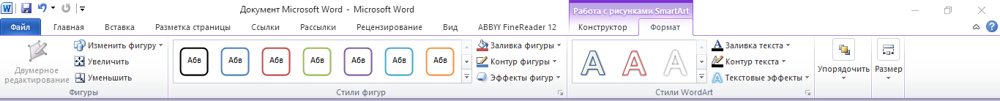 Документ Microsoft Word - Microsoft Word
Работа с рисунками SmartArt
Файл Главная Вставка Разметка страницы Ссылки Рассылки Рецензирование Вид ABBYY FineReader 12 Конструктор Формат
Двумерное
редактирование
Изменить фигуру
Увеличить
Уменьшить
Фигуры
Абв Абв Абв Абв Абв Абв Абв
Заливка фигуры
Контур фигуры
Эффекты фигур
Стили фигур
A A A
Заливка текста
Контур текста
Текстовые эффекты
Стили WordArt
Упорядочить
Размер